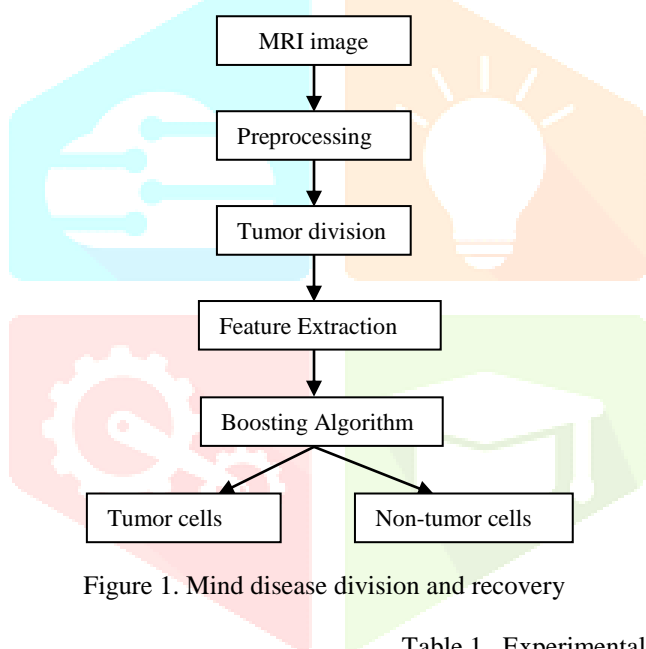 MRI image
Preprocessing
Tumor division
Feature Extraction
Boosting Algorithm
Tumor cells
Non-tumor cells
Figure 1. Mind disease division and recovery
Table 1. Experimental